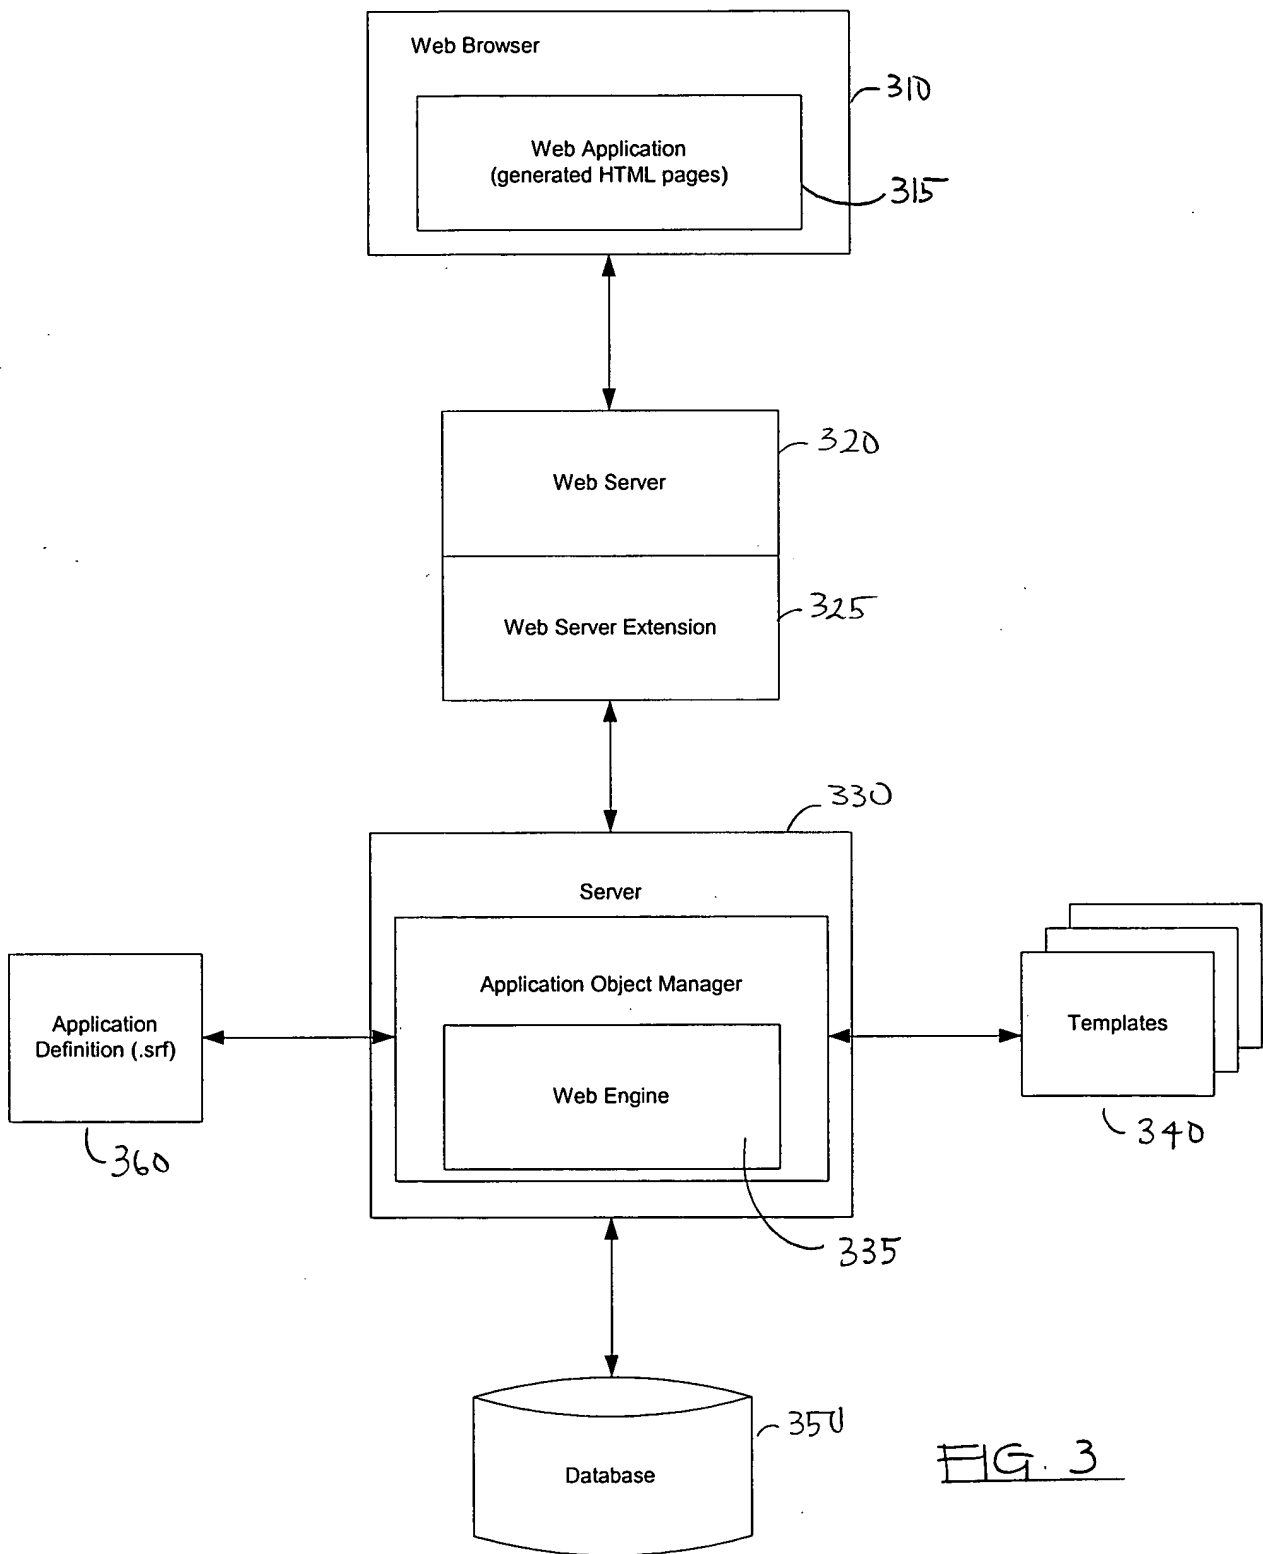 Web Browser
310
Web Application
(generated HTML pages)
315
320
Web Server
325
Web Server Extension
330
Server
Application Object Manager
Application
Definition (.srf)
Templates
Web Engine
340
360
335
350
Database
FIG. 3